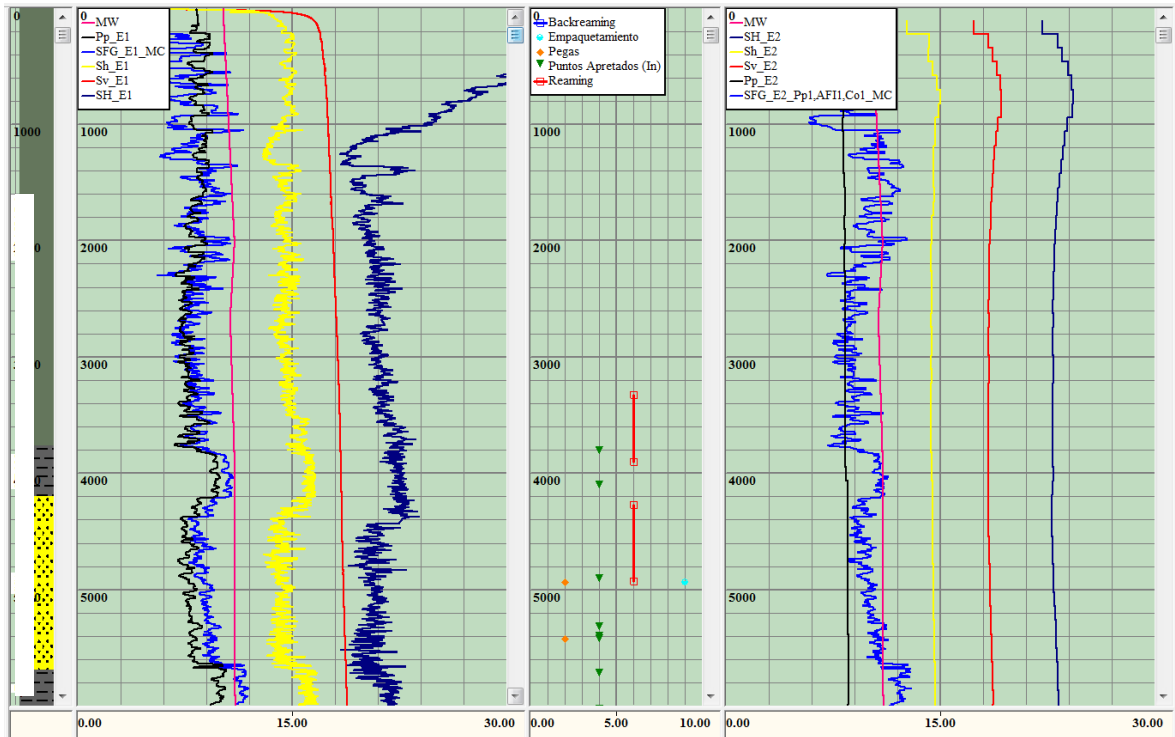 0
0
MW
Pp_E1
SFG_E1_MC
Sh_E1
Sv_E1
SH_E1
0
Backreaming
Empaquetamiento
Pegas
Puntos Apretados (In)
Reaming
0
MW
SH_E2
Sh_E2
Sv_E2
Pp_E2
SFG_E2_Pp1,AFI1,Co1_MC
1000
1000
1000
1000
2000
2000
2000
3000
3000
3000
4000
4000
4000
5000
5000
5000
0.00
15.00
30.00
0.00
5.00
10.00
0.00
15.00
30.00